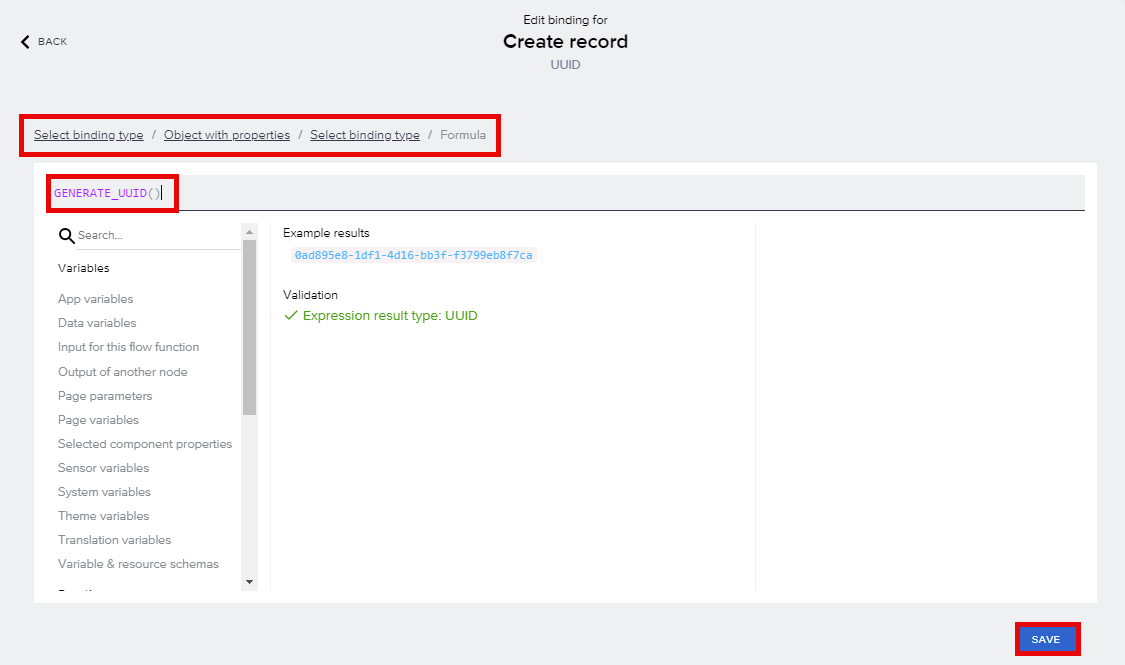 Edit binding for
BACK
Create record
UUID
Select binding type / Object with properties / Select binding type / Formula
GENERATE_UUID()
Search...
Variables
App variables
Data variables
Input for this flow function
Output of another node
Page parameters
Page variables
Selected component properties
Sensor variables
System variables
Theme variables
Translation variables
Variable & resource schemas
Example results
0ad895e8-1df1-4d16-bb3f-f3799eb8f7ca
Validation
Expression result type: UUID
SAVE